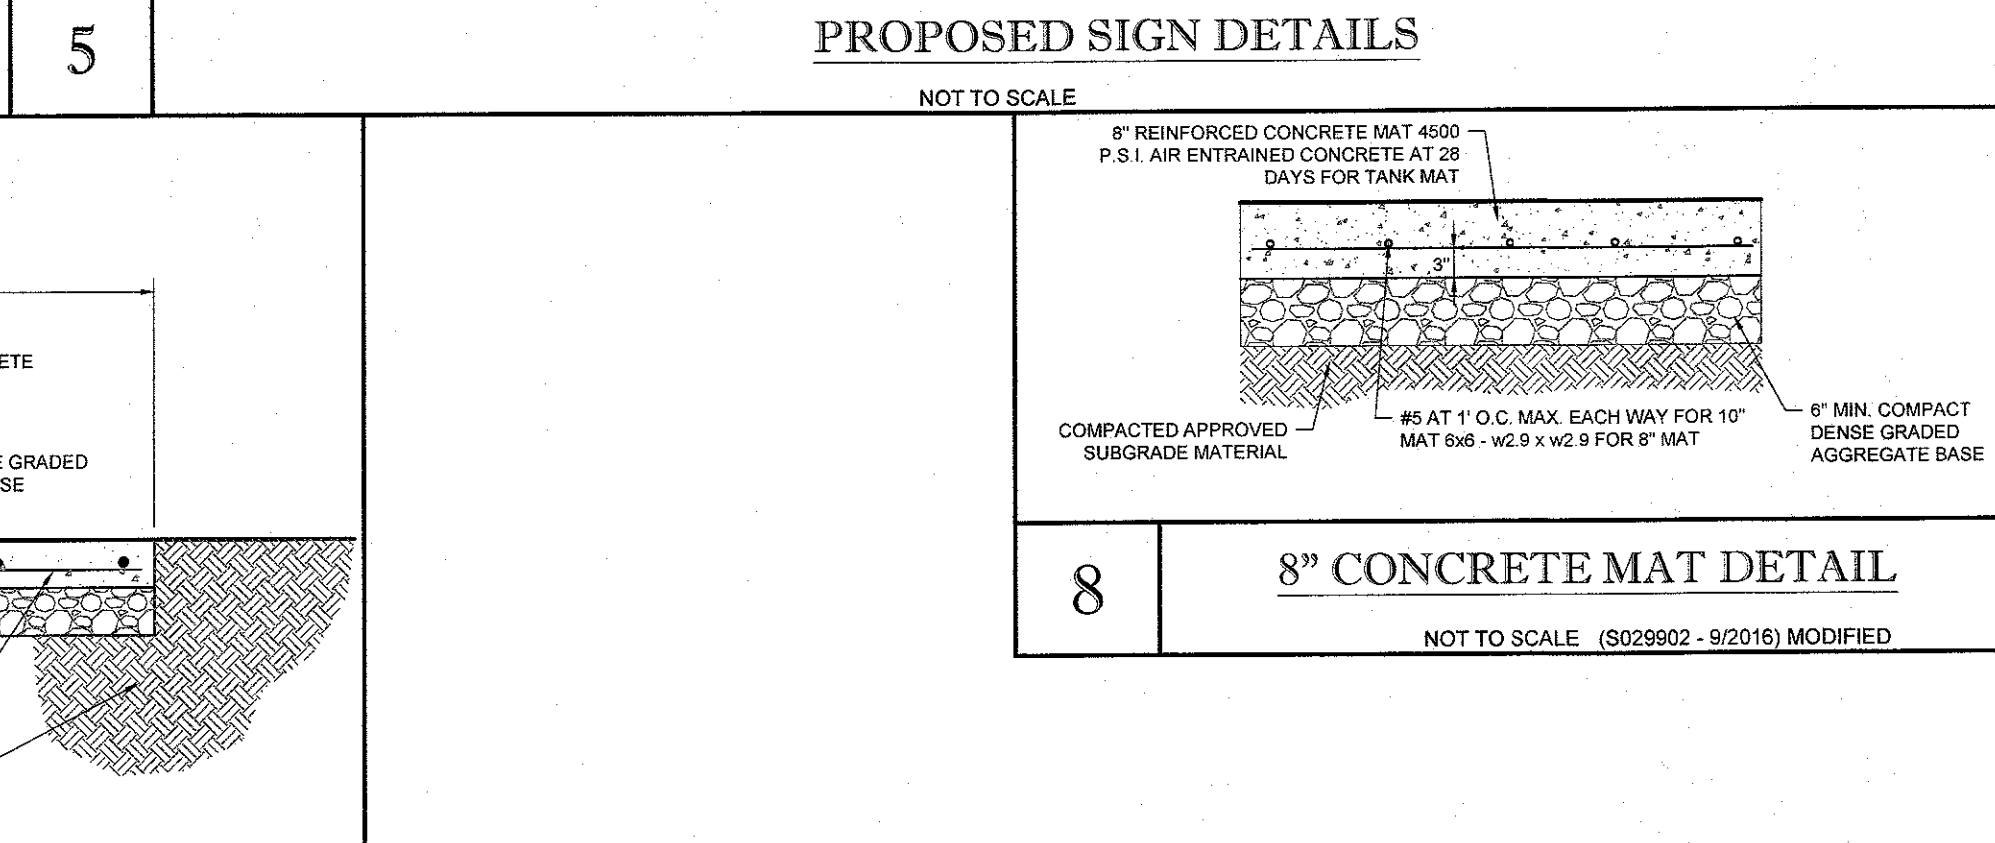 5
PROPOSED SIGN DETAILS
NOT TO SCALE
8" REINFORCED CONCRETE MAT 4500
P.S.I. AIR ENTRAINED CONCRETE AT 28
DAYS FOR TANK MAT
3"
COMPACTED APPROVED
SUBGRADE MATERIAL
#5 AT 1' O.C. MAX. EACH WAY FOR 10"
MAT 6x6 - w2.9 x w2.9 FOR 8" MAT
6" MIN. COMPACT
DENSE GRADED
AGGREGATE BASE
ETE
E GRADED
SE
8
8” CONCRETE MAT DETAIL
NOT TO SCALE (S029902 - 9/2016) MODIFIED